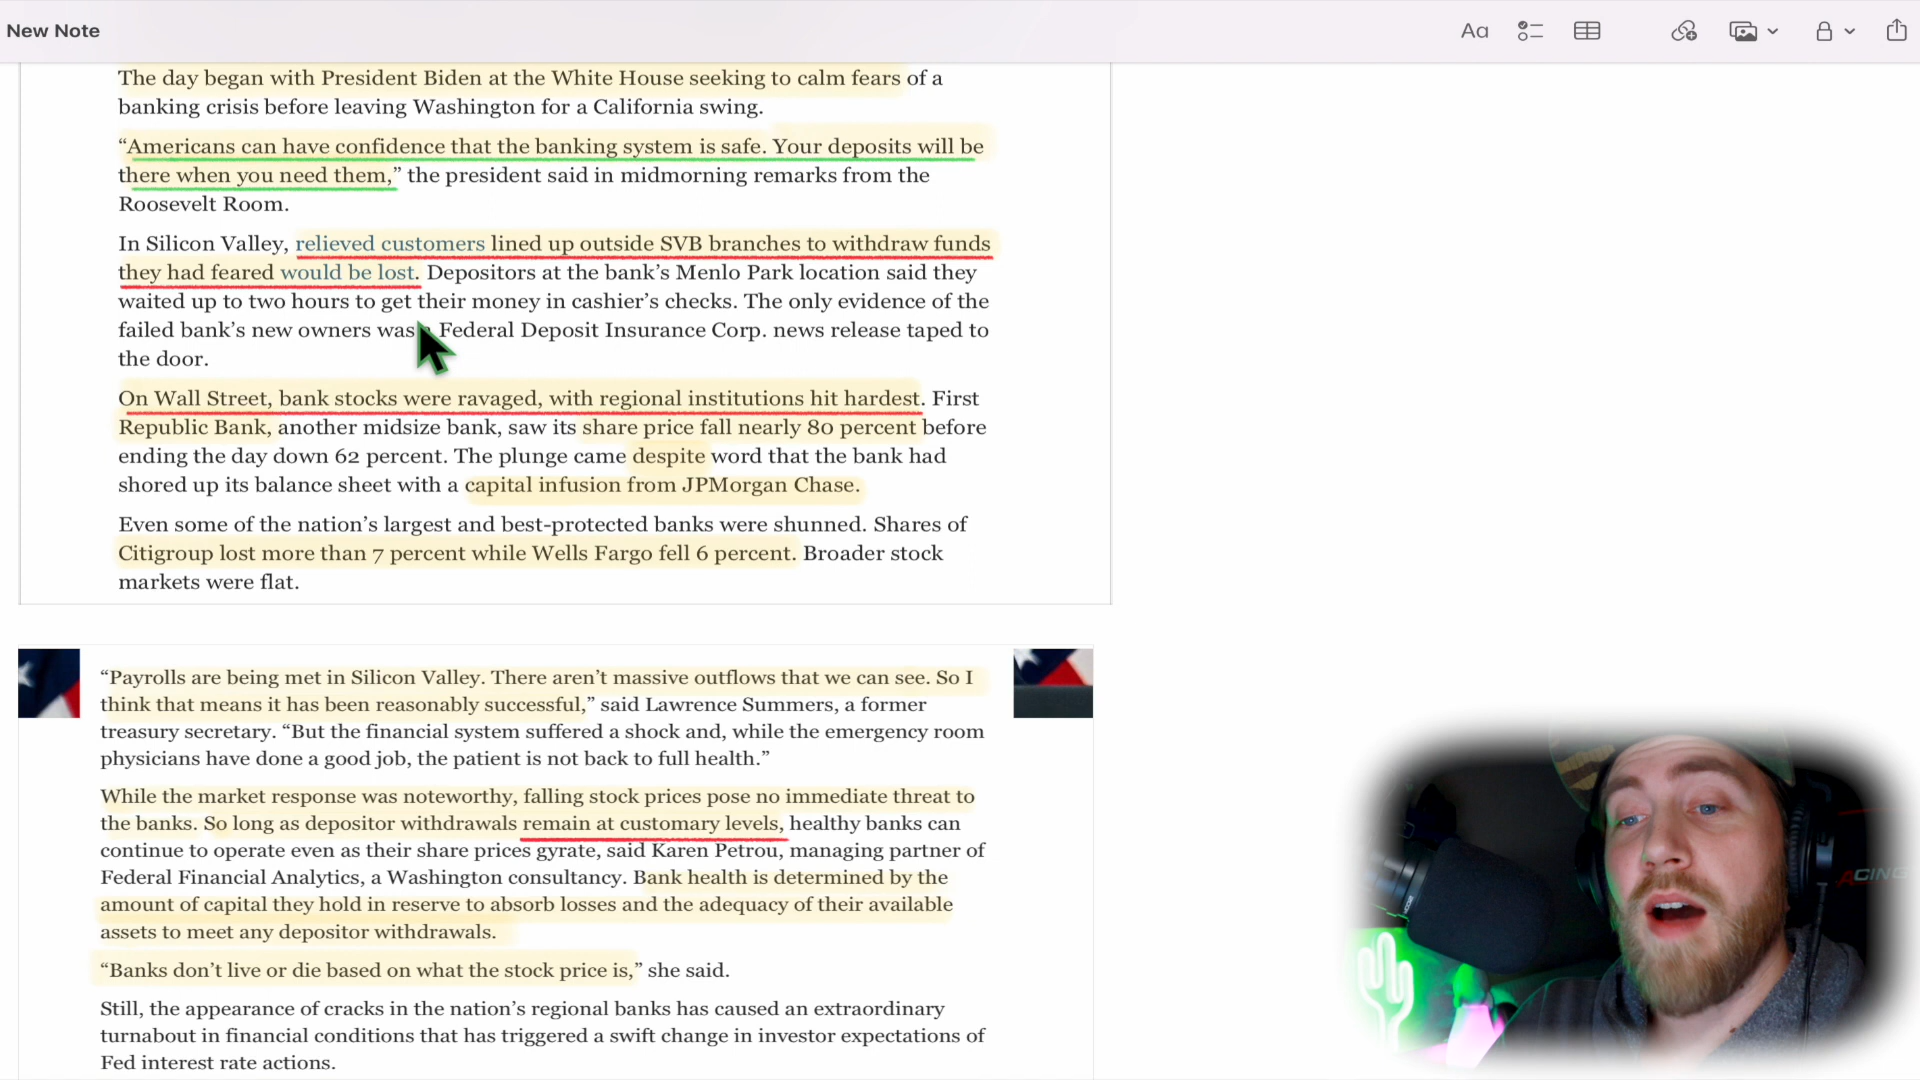 New Note
Aa
The day began with President Biden at the White House seeking to calm fears of a
banking crisis before leaving Washington for a California swing.
“Americans can have confidence that the banking system is safe. Your deposits will be
there when you need them,” the president said in midmorning remarks from the
Roosevelt Room.
In Silicon Valley, relieved customers lined up outside SVB branches to withdraw funds
they had feared would be lost. Depositors at the bank’s Menlo Park location said they
waited up to two hours to get their money in cashier’s checks. The only evidence of the
failed bank’s new owners was a Federal Deposit Insurance Corp. news release taped to
the door.
On Wall Street, bank stocks were ravaged, with regional institutions hit hardest. First
Republic Bank, another midsize bank, saw its share price fall nearly 80 percent before
ending the day down 62 percent. The plunge came despite word that the bank had
shored up its balance sheet with a capital infusion from JPMorgan Chase.
Even some of the nation’s largest and best-protected banks were shunned. Shares of
Citigroup lost more than 7 percent while Wells Fargo fell 6 percent. Broader stock
markets were flat.
“Payrolls are being met in Silicon Valley. There aren’t massive outflows that we can see. So I
think that means it has been reasonably successful,” said Lawrence Summers, a former
treasury secretary. “But the financial system suffered a shock and, while the emergency room
physicians have done a good job, the patient is not back to full health.”
While the market response was noteworthy, falling stock prices pose no immediate threat to
the banks. So long as depositor withdrawals remain at customary levels, healthy banks can
continue to operate even as their share prices gyrate, said Karen Petrou, managing partner of
Federal Financial Analytics, a Washington consultancy. Bank health is determined by the
amount of capital they hold in reserve to absorb losses and the adequacy of their available
assets to meet any depositor withdrawals.
“Banks don’t live or die based on what the stock price is,” she said.
Still, the appearance of cracks in the nation’s regional banks has caused an extraordinary
turnabout in financial conditions that has triggered a swift change in investor expectations of
Fed interest rate actions.